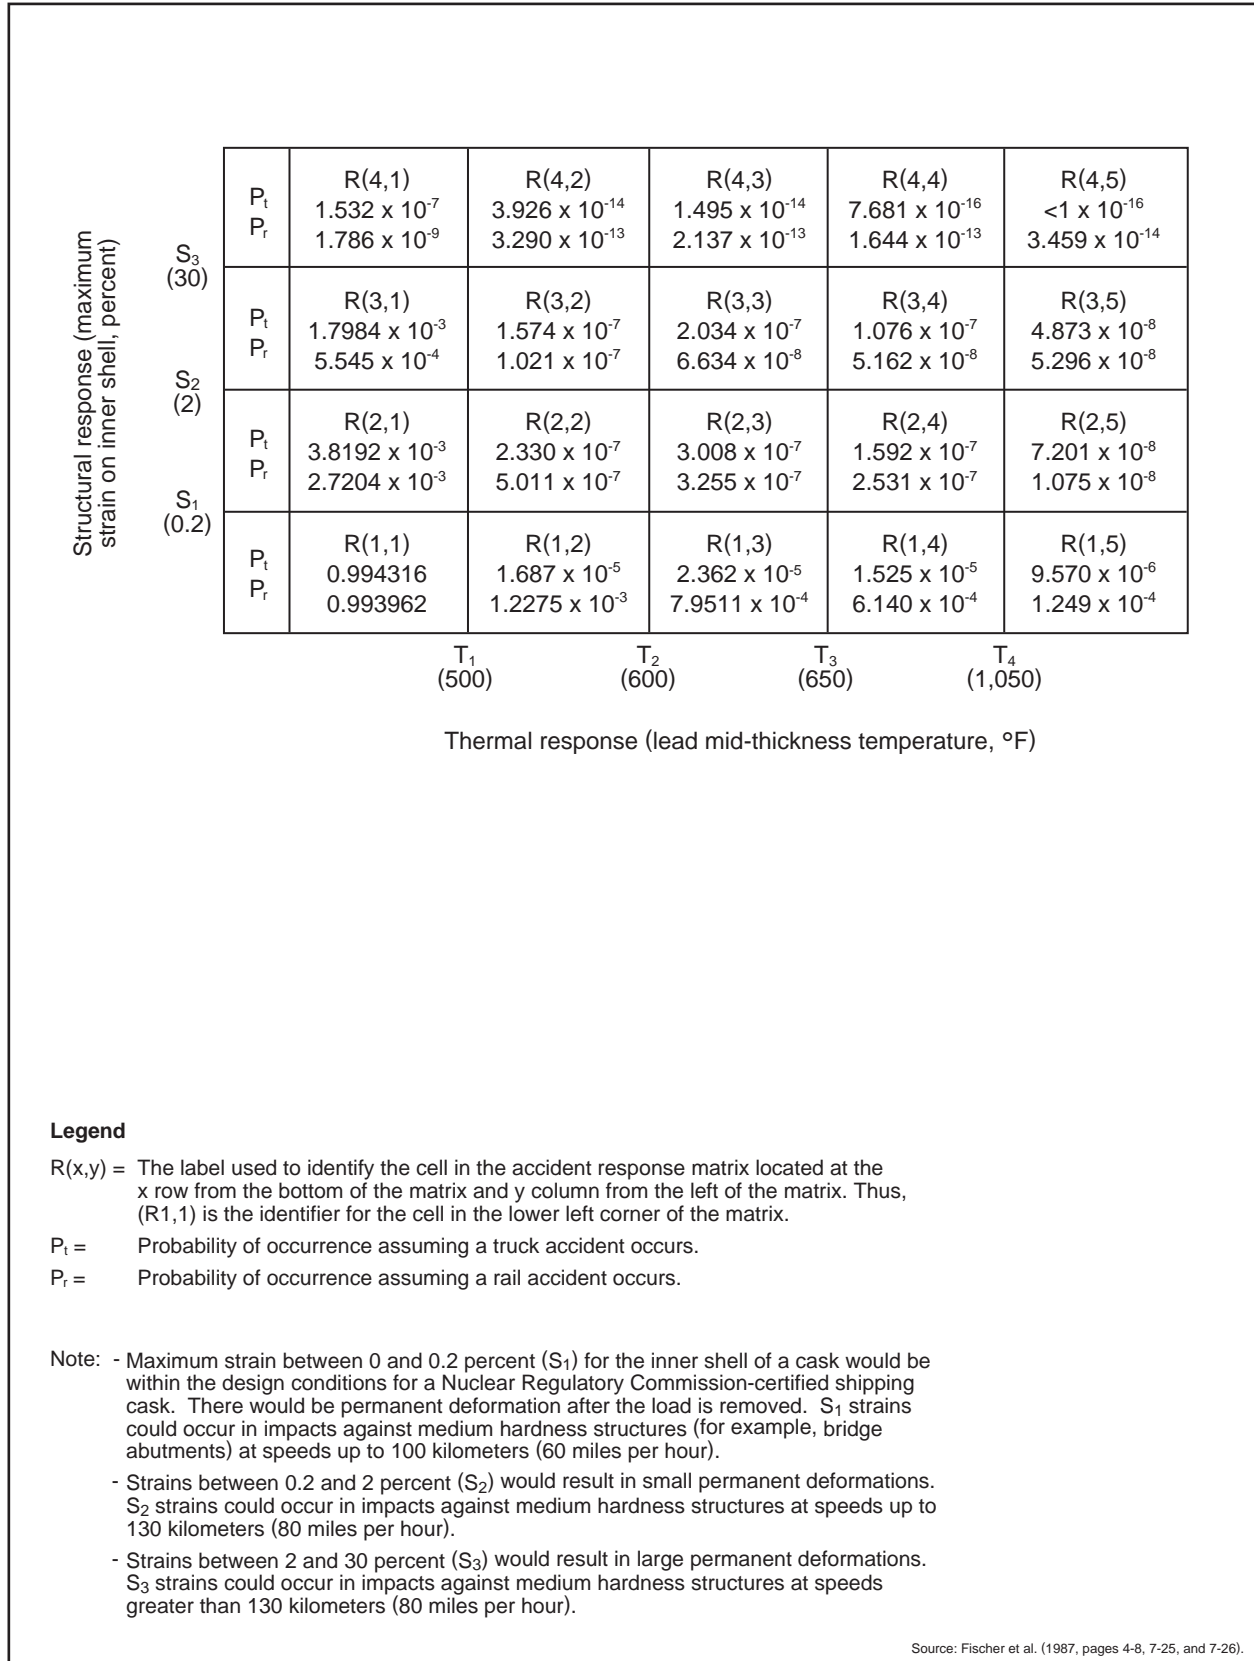 Structural response (maximum
strain on inner shell, percent)
S₃
(30)
S₂
(2)
S₁
(0.2)
Pₜ
Pᵣ
R(4,1)
1.532 x 10⁻⁷
1.786 x 10⁻⁹
R(4,2)
3.926 x 10⁻¹⁴
3.290 x 10⁻¹³
R(4,3)
1.495 x 10⁻¹⁴
2.137 x 10⁻¹³
R(4,4)
7.681 x 10⁻¹⁶
1.644 x 10⁻¹³
R(4,5)
<1 x 10⁻¹⁶
3.459 x 10⁻¹⁴
Pₜ
Pᵣ
R(3,1)
1.7984 x 10⁻³
5.545 x 10⁻⁴
R(3,2)
1.574 x 10⁻⁷
1.021 x 10⁻⁷
R(3,3)
2.034 x 10⁻⁷
6.634 x 10⁻⁸
R(3,4)
1.076 x 10⁻⁷
5.162 x 10⁻⁸
R(3,5)
4.873 x 10⁻⁸
5.296 x 10⁻⁸
Pₜ
Pᵣ
R(2,1)
3.8192 x 10⁻³
2.7204 x 10⁻³
R(2,2)
2.330 x 10⁻⁷
5.011 x 10⁻⁷
R(2,3)
3.008 x 10⁻⁷
3.255 x 10⁻⁷
R(2,4)
1.592 x 10⁻⁷
2.531 x 10⁻⁷
R(2,5)
7.201 x 10⁻⁸
1.075 x 10⁻⁸
Pₜ
Pᵣ
R(1,1)
0.994316
0.993962
R(1,2)
1.687 x 10⁻⁵
1.2275 x 10⁻³
R(1,3)
2.362 x 10⁻⁵
7.9511 x 10⁻⁴
R(1,4)
1.525 x 10⁻⁵
6.140 x 10⁻⁴
R(1,5)
9.570 x 10⁻⁶
1.249 x 10⁻⁴
T₁
(500)
T₂
(600)
T₃
(650)
T₄
(1,050)
Thermal response (lead mid-thickness temperature, °F)
Legend
R(x,y) = The label used to identify the cell in the accident response matrix located at the
x row from the bottom of the matrix and y column from the left of the matrix. Thus,
(R1,1) is the identifier for the cell in the lower left corner of the matrix.
Pₜ = Probability of occurrence assuming a truck accident occurs.
Pᵣ = Probability of occurrence assuming a rail accident occurs.
Note: - Maximum strain between 0 and 0.2 percent (S₁) for the inner shell of a cask would be
within the design conditions for a Nuclear Regulatory Commission-certified shipping
cask. There would be permanent deformation after the load is removed. S₁ strains
could occur in impacts against medium hardness structures (for example, bridge
abutments) at speeds up to 100 kilometers (60 miles per hour).
- Strains between 0.2 and 2 percent (S₂) would result in small permanent deformations.
S₂ strains could occur in impacts against medium hardness structures at speeds up to
130 kilometers (80 miles per hour).
- Strains between 2 and 30 percent (S₃) would result in large permanent deformations.
S₃ strains could occur in impacts against medium hardness structures at speeds
greater than 130 kilometers (80 miles per hour).
Source: Fischer et al. (1987, pages 4-8, 7-25, and 7-26).